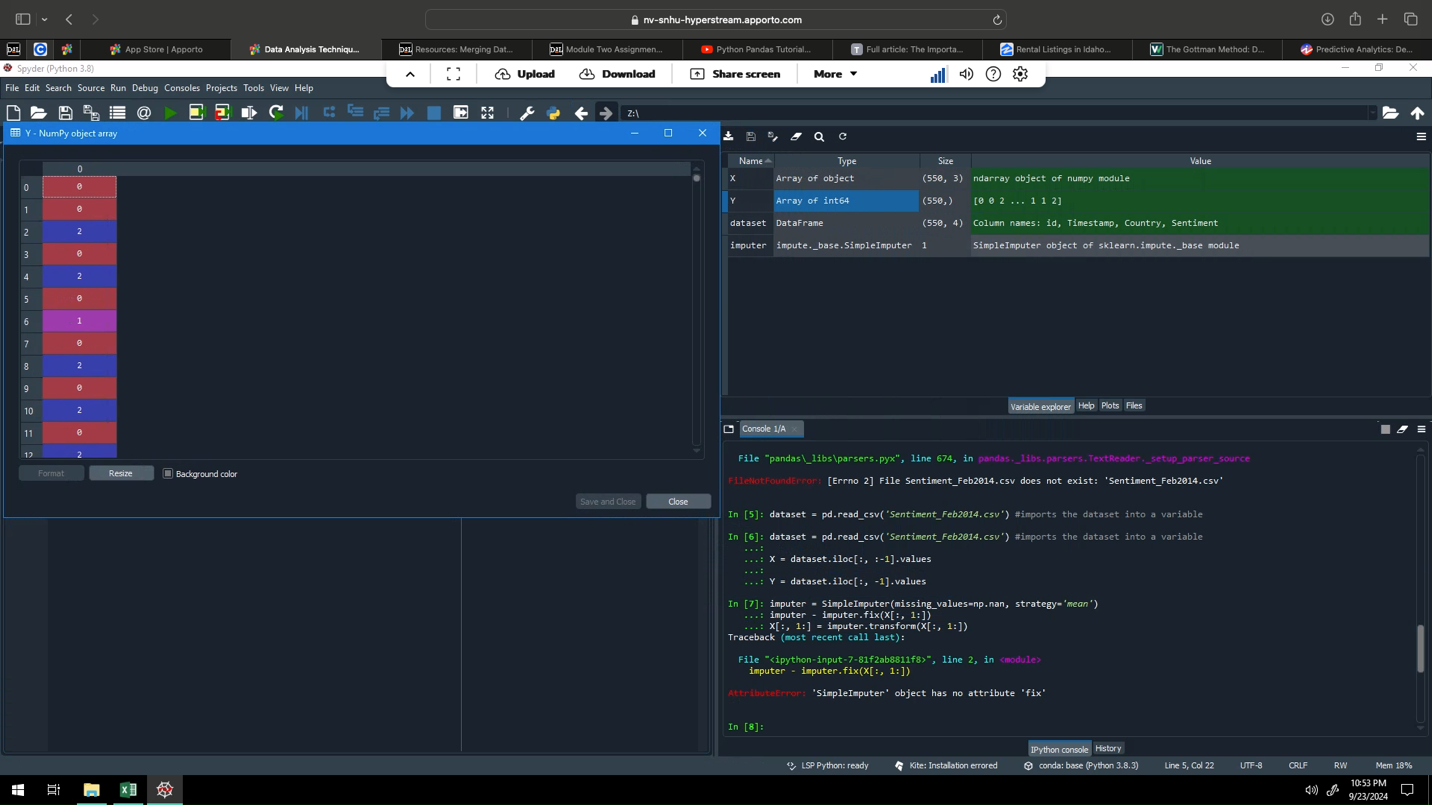 nv-snhu-hyperstream.apporto.com
D2L
App Store | Apporto
Data Analysis Techniqu...
D2L Resources: Merging Dat...
D2L Module Two Assignmen...
Python Pandas Tutorial...
T Full article: The Importa...
Rental Listings in Idaho...
W The Gottman Method: D...
Predictive Analytics: De...
Spyder (Python 3.8)
Upload
Download
Share screen
More
File Edit Search Source Run Debug Consoles Projects Tools View Help
Z:\
Y - NumPy object array
0
0 0
1 0
2 2
3 0
4 2
5 0
6 1
7 0
8 2
9 0
10 2
11 0
12 2
Format
Resize
Background color
Save and Close
Close
Name Type Size Value
X Array of object (550, 3) ndarray object of numpy module
Y Array of int64 (550,) [0 0 2 ... 1 1 2]
dataset DataFrame (550, 4) Column names: id, Timestamp, Country, Sentiment
imputer impute._base.SimpleImputer 1 SimpleImputer object of sklearn.impute._base module
Variable explorer Help Plots Files
Console 1/A
File "pandas\_libs\parsers.pyx", line 674, in pandas._libs.parsers.TextReader._setup_parser_source
FileNotFoundError: [Errno 2] File Sentiment_Feb2014.csv does not exist: 'Sentiment_Feb2014.csv'
In [5]: dataset = pd.read_csv('Sentiment_Feb2014.csv') #imports the dataset into a variable
In [6]: dataset = pd.read_csv('Sentiment_Feb2014.csv') #imports the dataset into a variable
...:
...: X = dataset.iloc[:, :-1].values
...:
...: Y = dataset.iloc[:, -1].values
In [7]: imputer = SimpleImputer(missing_values=np.nan, strategy='mean')
...: imputer - imputer.fix(X[:, 1:])
...: X[:, 1:] = imputer.transform(X[:, 1:])
Traceback (most recent call last):
File "<ipython-input-7-81f2ab8811f8>", line 2, in <module>
imputer - imputer.fix(X[:, 1:])
AttributeError: 'SimpleImputer' object has no attribute 'fix'
In [8]:
IPython console History
LSP Python: ready
Kite: Installation errored
conda: base (Python 3.8.3)
Line 5, Col 22
UTF-8
CRLF
RW
Mem 18%
10:53 PM
9/23/2024